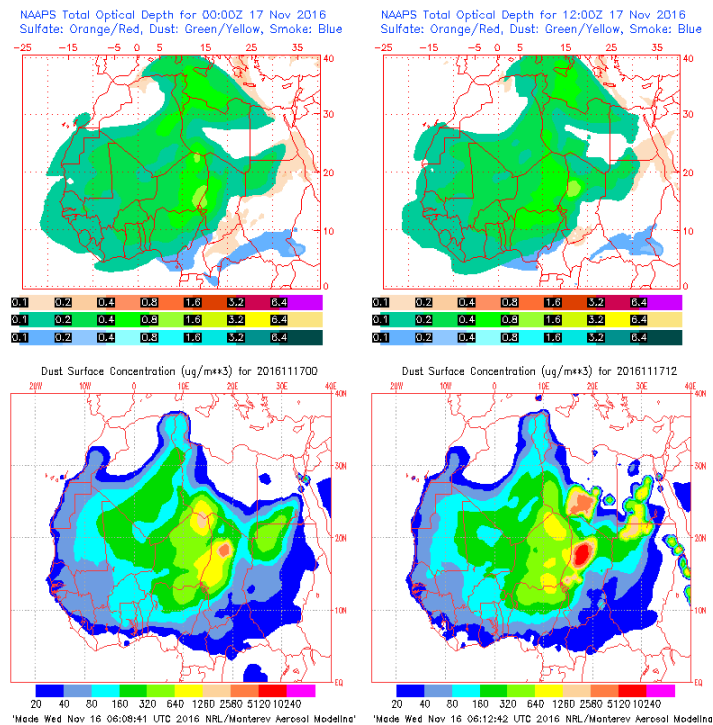 NAAPS Total Optical Depth for 00:00Z 17 Nov 2016
Sulfate: Orange/Red, Dust: Green/Yellow, Smoke: Blue
-25 -15 -5 0 5 15 25 35 40
40
30
20
10
0
0.1 0.2 0.4 0.8 1.6 3.2 6.4
0.1 0.2 0.4 0.8 1.6 3.2 6.4
0.1 0.2 0.4 0.8 1.6 3.2 6.4
NAAPS Total Optical Depth for 12:00Z 17 Nov 2016
Sulfate: Orange/Red, Dust: Green/Yellow, Smoke: Blue
-25 -15 -5 0 5 15 25 35 40
40
30
20
10
0
0.1 0.2 0.4 0.8 1.6 3.2 6.4
0.1 0.2 0.4 0.8 1.6 3.2 6.4
0.1 0.2 0.4 0.8 1.6 3.2 6.4
Dust Surface Concentration (ug/m**3) for 2016111700
20W 10W 0 10E 20E 30E 40E
40N
30N
20N
10N
EQ
20 40 80 160 320 640 1280 2560 5120 10240
'Made Wed Nov 16 06:08:41 UTC 2016 NRL/Monterey Aerosol Modeling'
Dust Surface Concentration (ug/m**3) for 2016111712
20W 10W 0 10E 20E 30E 40E
40N
30N
20N
10N
EQ
20 40 80 160 320 640 1280 2560 5120 10240
'Made Wed Nov 16 06:12:42 UTC 2016 NRL/Monterey Aerosol Modeling'